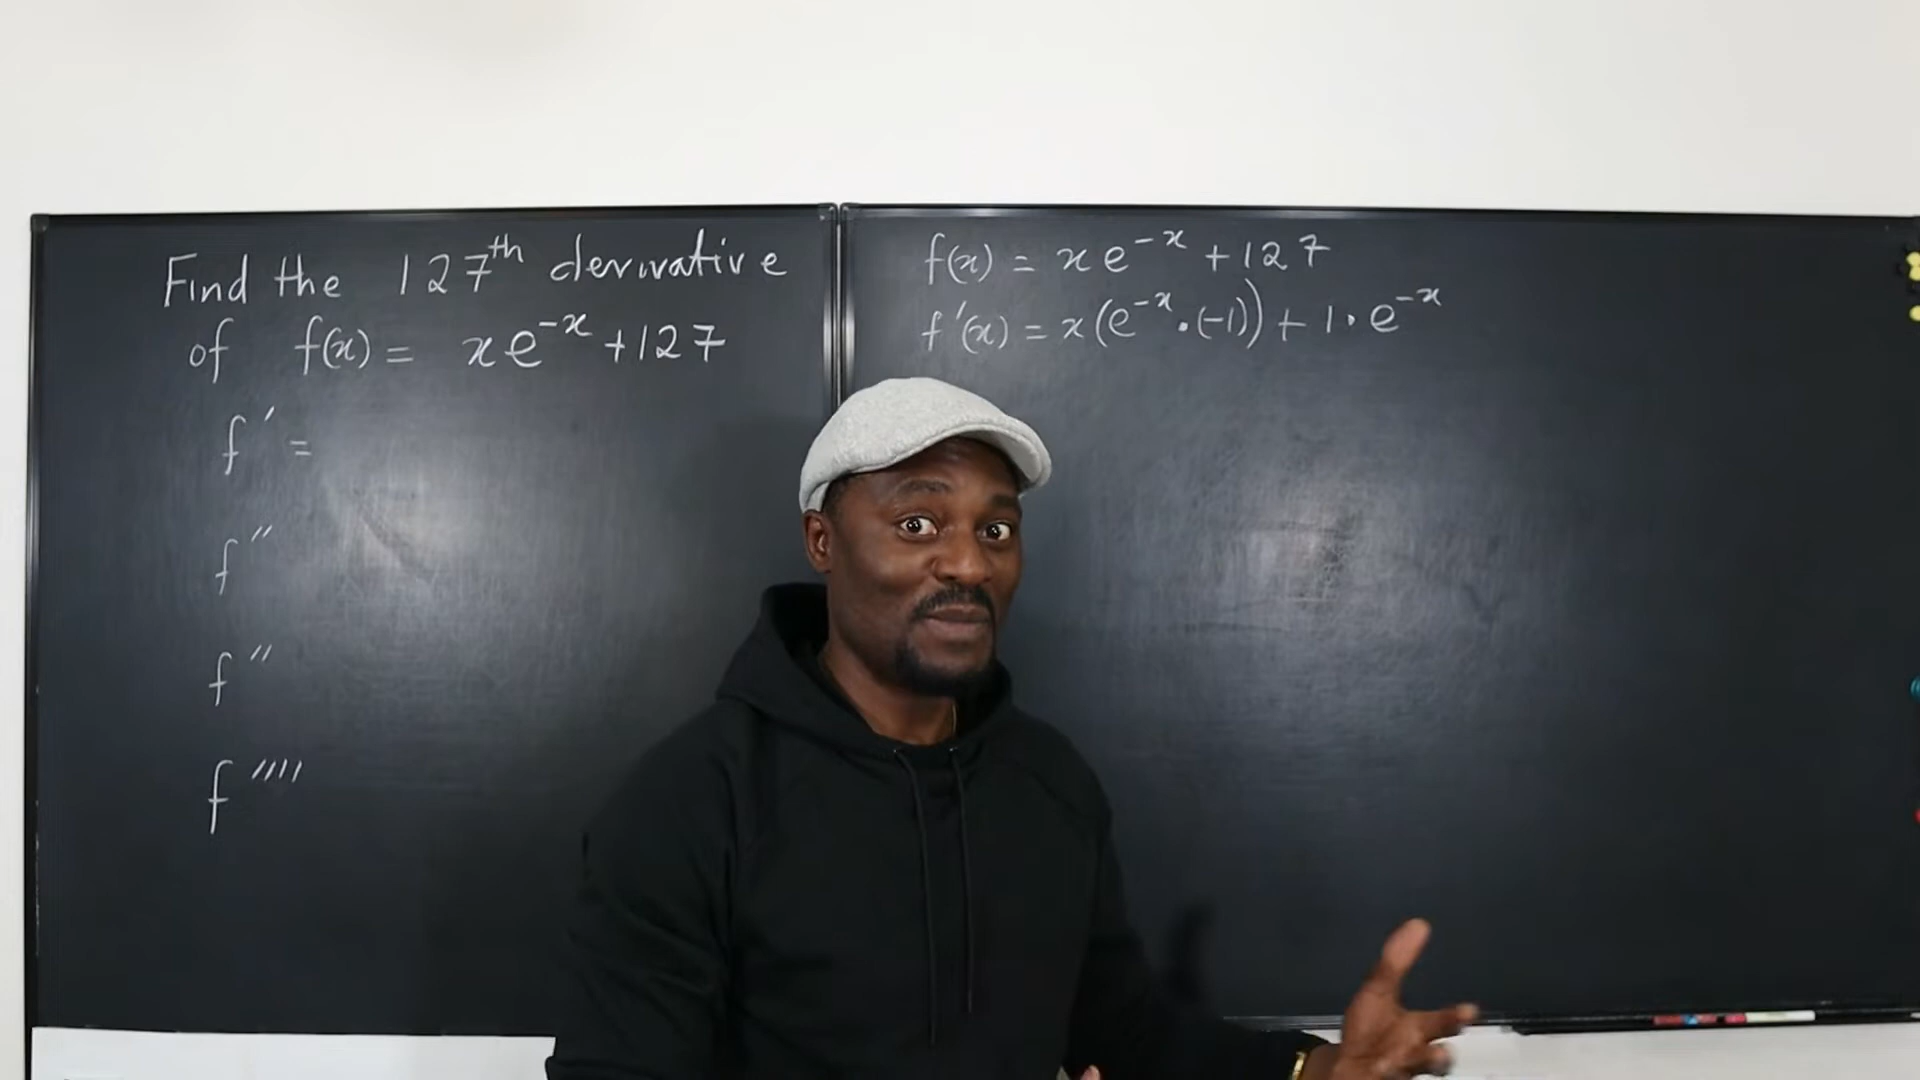 Find the 127th derivative
of f(x) = xe^-x + 127
f' =
f''
f''
f''''
f(x) = xe^-x + 127
f'(x) = x(e^-x · (-1)) + 1 · e^-x